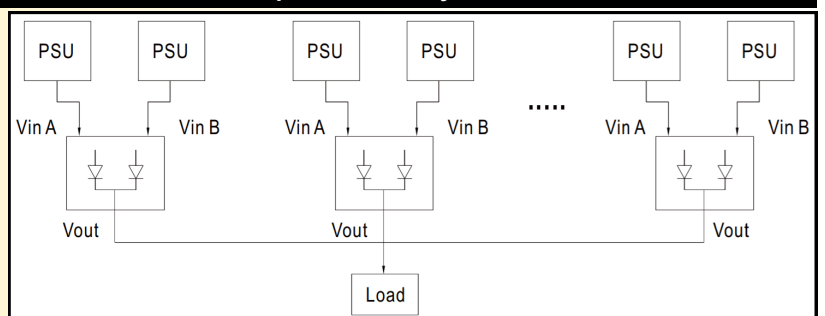 PSU PSU PSU PSU PSU PSU
Vin A Vin B Vin A Vin B ..... Vin A Vin B
Vout Vout Vout
Load